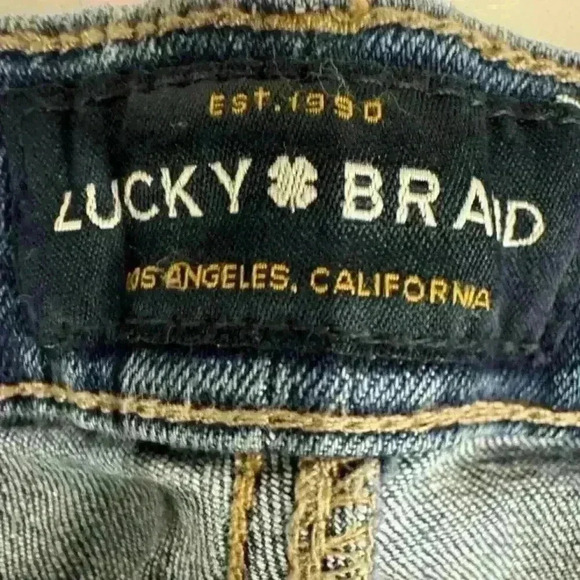 EST. 1990
LUCKY BRAND
LOS ANGELES, CALIFORNIA